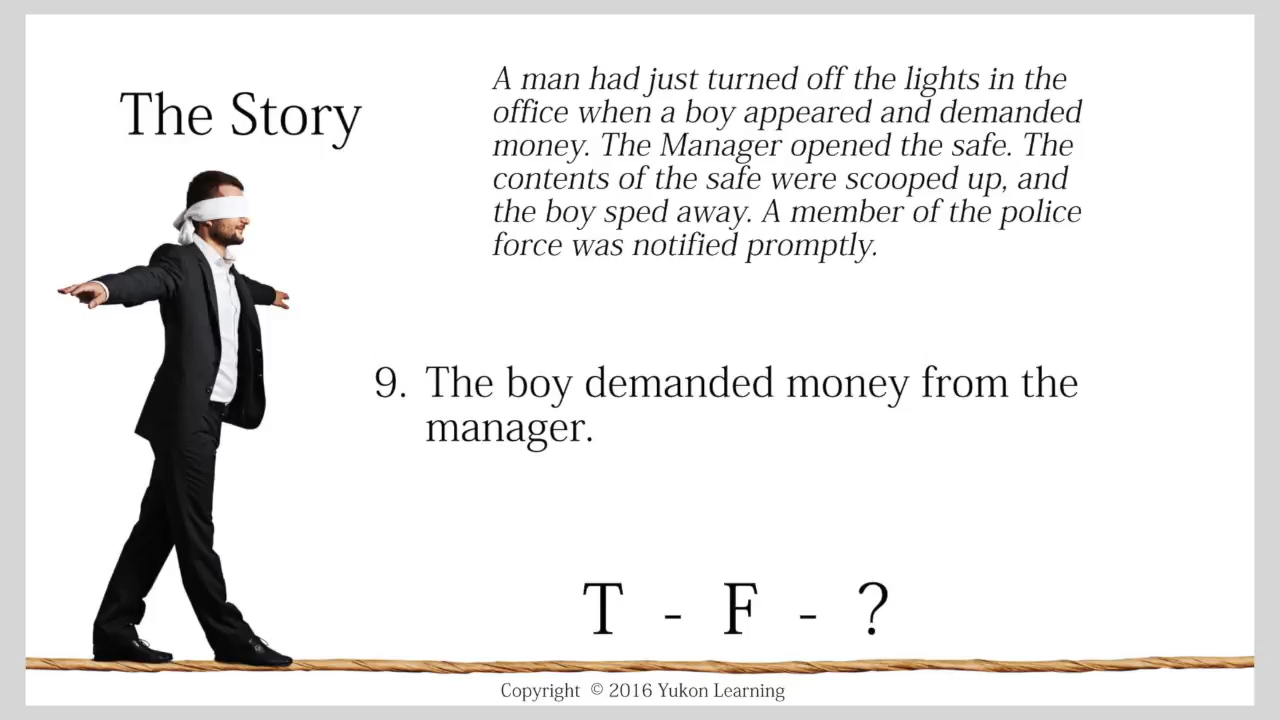 The Story
A man had just turned off the lights in the
office when a boy appeared and demanded
money. The Manager opened the safe. The
contents of the safe were scooped up, and
the boy sped away. A member of the police
force was notified promptly.
9. The boy demanded money from the
manager.
T - F - ?
Copyright © 2016 Yukon Learning